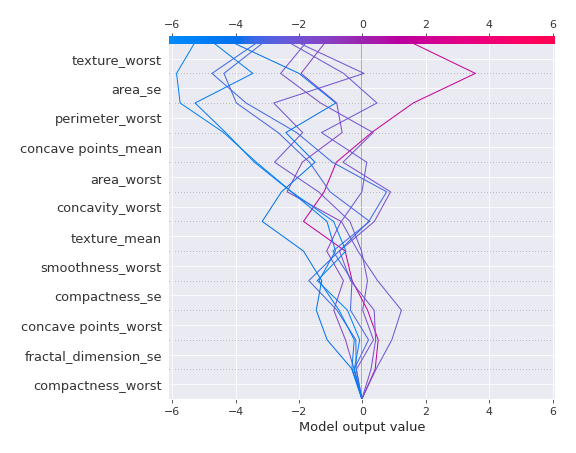 −6 −4 −2 0 2 4 6
texture_worst
area_se
perimeter_worst
concave points_mean
area_worst
concavity_worst
texture_mean
smoothness_worst
compactness_se
concave points_worst
fractal_dimension_se
compactness_worst
−6 −4 −2 0 2 4 6
Model output value